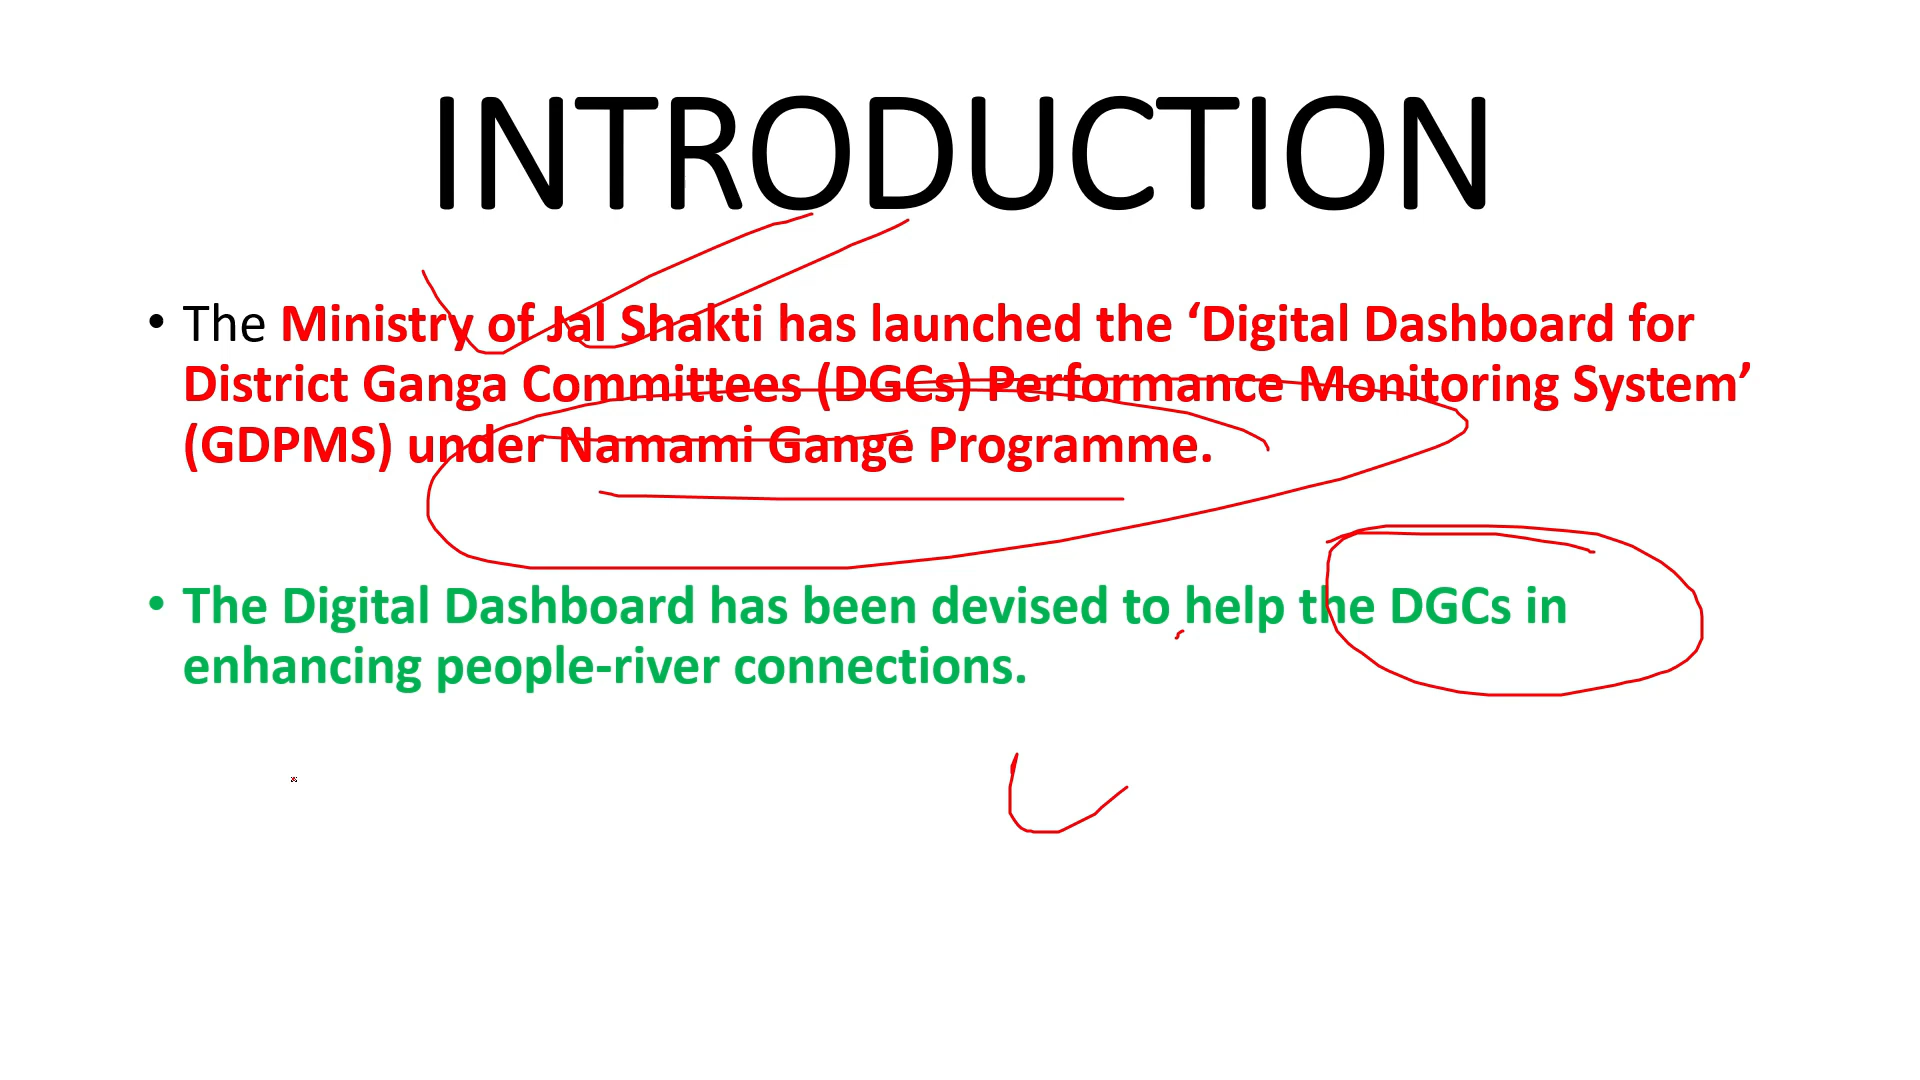 INTRODUCTION
• The Ministry of Jal Shakti has launched the ‘Digital Dashboard for
District Ganga Committees (DGCs) Performance Monitoring System’
(GDPMS) under Namami Gange Programme.
• The Digital Dashboard has been devised to help the DGCs in
enhancing people-river connections.